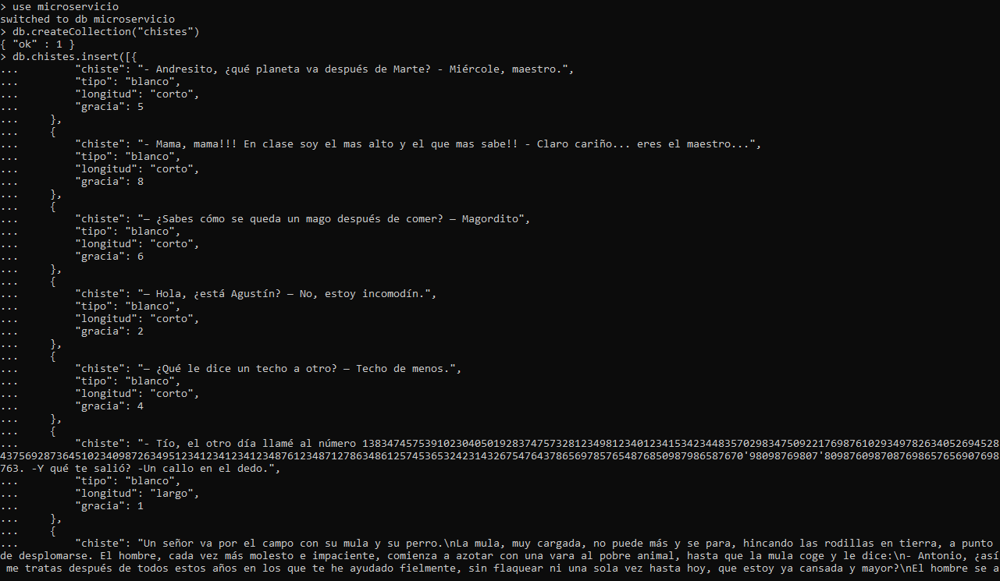 > use microservicio
switched to db microservicio
> db.createCollection("chistes")
{ "ok" : 1 }
> db.chistes.insert([{
...         "chiste": "- Andresito, ¿qué planeta va después de Marte? - Miércole, maestro.",
...         "tipo": "blanco",
...         "longitud": "corto",
...         "gracia": 5
...     },
...     {
...         "chiste": "- Mama, mama!!! En clase soy el mas alto y el que mas sabe!! - Claro cariño... eres el maestro...",
...         "tipo": "blanco",
...         "longitud": "corto",
...         "gracia": 8
...     },
...     {
...         "chiste": "— ¿Sabes cómo se queda un mago después de comer? — Magordito",
...         "tipo": "blanco",
...         "longitud": "corto",
...         "gracia": 6
...     },
...     {
...         "chiste": "— Hola, ¿está Agustín? — No, estoy incomodín.",
...         "tipo": "blanco",
...         "longitud": "corto",
...         "gracia": 2
...     },
...     {
...         "chiste": "— ¿Qué le dice un techo a otro? — Techo de menos.",
...         "tipo": "blanco",
...         "longitud": "corto",
...         "gracia": 4
...     },
...     {
...         "chiste": "- Tío, el otro día llamé al número 138347457539102304050192837475732812349812340123415342344835702983475092217698761029349782634052694528
43756928736451023409872634951234123412341234876123487127863486125745365324231432675476437865697857654876850987986587670'98098769807'8098760987087698657656907698
763. -Y qué te salió? -Un callo en el dedo.",
...         "tipo": "blanco",
...         "longitud": "largo",
...         "gracia": 1
...     },
...     {
...         "chiste": "Un señor va por el campo con su mula y su perro.\nLa mula, muy cargada, no puede más y se para, hincando las rodillas en tierra, a punto
de desplomarse. El hombre, cada vez más molesto e impaciente, comienza a azotar con una vara al pobre animal, hasta que la mula coge y le dice:\n- Antonio, ¿así
me tratas después de todos estos años en los que te he ayudado fielmente, sin flaquear ni una sola vez hasta hoy, que estoy ya cansada y mayor?\nEl hombre se a